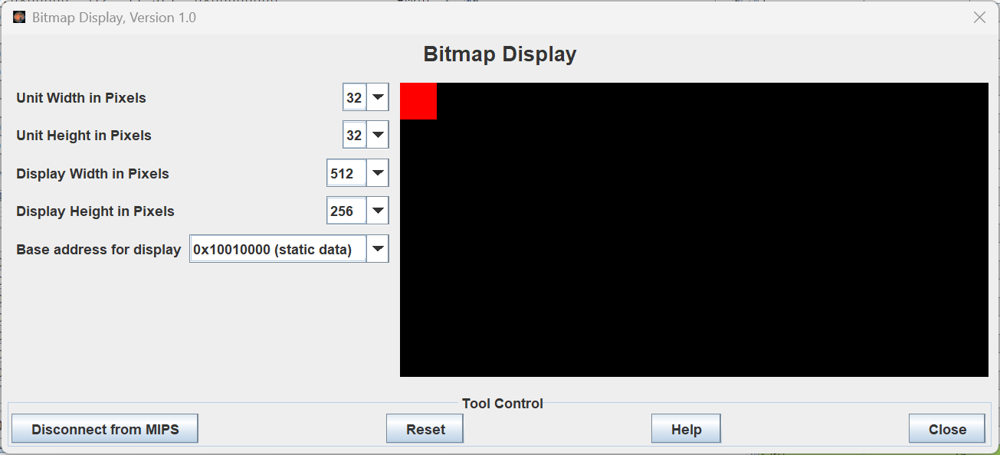 Bitmap Display, Version 1.0
Bitmap Display
Unit Width in Pixels 32
Unit Height in Pixels 32
Display Width in Pixels 512
Display Height in Pixels 256
Base address for display 0x10010000 (static data)
Tool Control
Disconnect from MIPS Reset Help Close